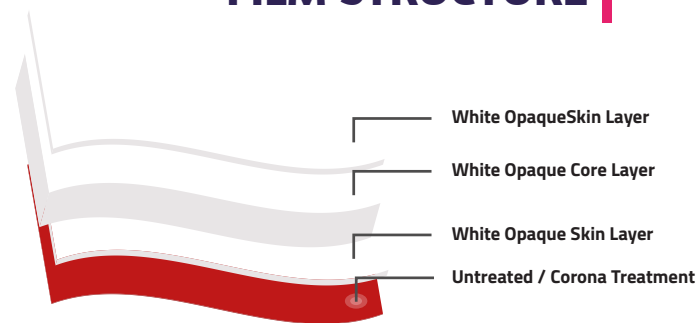 FILM STRUCTURE
White OpaqueSkin Layer
White Opaque Core Layer
White Opaque Skin Layer
Untreated / Corona Treatment